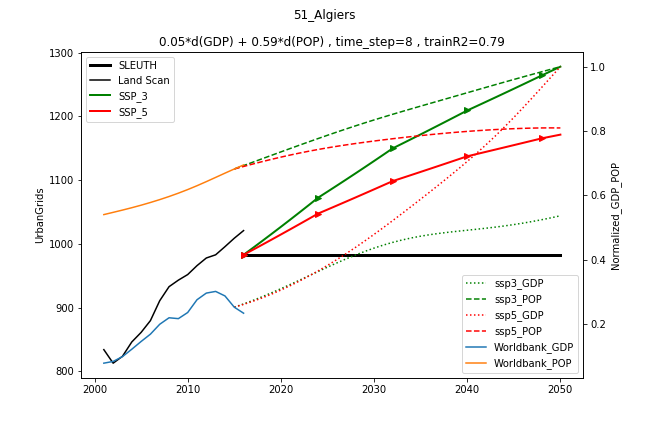 51_Algiers
0.05*d(GDP) + 0.59*d(POP) , time_step=8 , trainR2=0.79
SLEUTH
Land Scan
SSP_3
SSP_5
1300
1200
1100
1000
900
800
UrbanGrids
1.0
0.8
0.6
0.4
0.2
Normalized_GDP_POP
ssp3_GDP
ssp3_POP
ssp5_GDP
ssp5_POP
Worldbank_GDP
Worldbank_POP
2000
2010
2020
2030
2040
2050